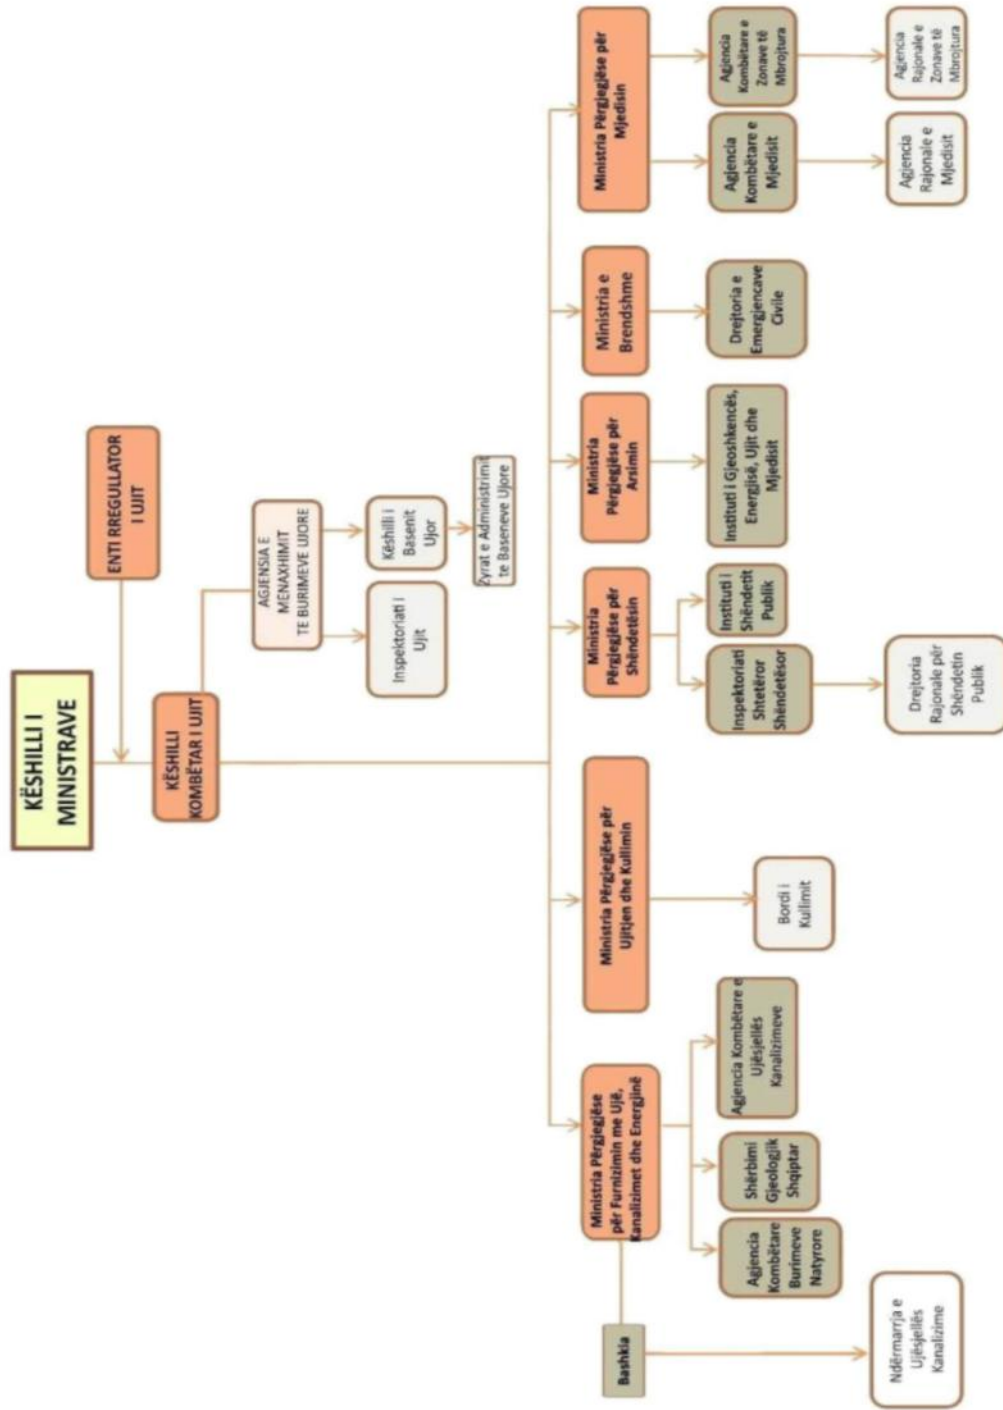 KËSHILLI I
MINISTRAVE
ENTI RREGULLATOR
I UJIT
KËSHILLI
KOMBËTAR I UJIT
AGJENSIA E
MENAXHIMIT
TE BURIMEVE UJORE
Inspektoriati i
Ujit
Këshilli i
Basenit
Ujor
Zyrat e Administrimit
te Baseneve Ujore
Ministria Përgjegjëse
për Furnizimin me Ujë,
Kanalizimet dhe Energjinë
Ministria Përgjegjëse për
Ujitjen dhe Kullimin
Ministria
Përgjegjëse për
Shëndetësin
Ministria
Përgjegjëse për
Arsimin
Ministria e
Brendshme
Ministria Përgjegjëse për
Mjedisin
Bashkia
Agjencia
Kombëtare
Burimeve
Natyrore
Shërbimi
Gjeologjik
Shqiptar
Agjencia Kombëtare e
Ujësjellës
Kanalizimeve
Bordi i
Kullimit
Inspektoriati
Shtetëror
Shëndetësor
Instituti i
Shëndetit
Publik
Instituti i Gjeoshkencës,
Energjisë, Ujit dhe
Mjedisit
Drejtoria e
Emergjencave
Civile
Agjencia
Kombëtare e
Mjedisit
Agjencia
Kombëtare e
Zonave të
Mbrojtura
Ndërmarrja e
Ujësjellës
Kanalizime
Drejtoria
Rajonale për
Shëndetin
Publik
Agjencia
Rajonale e
Mjedisit
Agjencia
Rajonale e
Zonave të
Mbrojtura